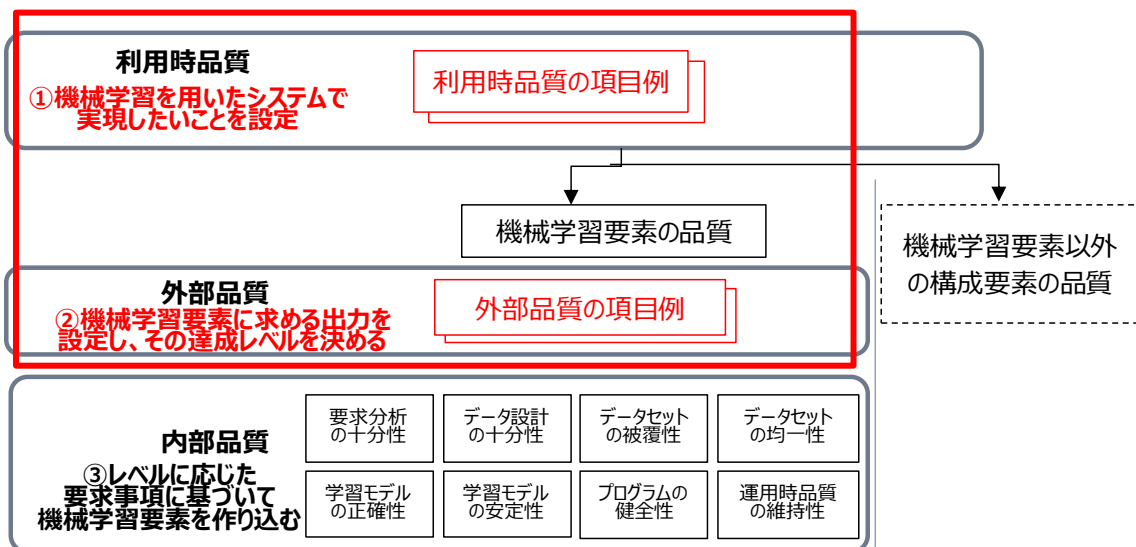 利用時品質
①機械学習を用いたシステムで
実現したいことを設定
利用時品質の項目例
機械学習要素の品質
機械学習要素以外
の構成要素の品質
外部品質
②機械学習要素に求める出力を
設定し、その達成レベルを決める
外部品質の項目例
内部品質
③レベルに応じた
要求事項に基づいて
機械学習要素を作り込む
要求分析
の十分性
データ設計
の十分性
データセット
の被覆性
データセット
の均一性
学習モデル
の正確性
学習モデル
の安定性
プログラムの
健全性
運用時品質
の維持性